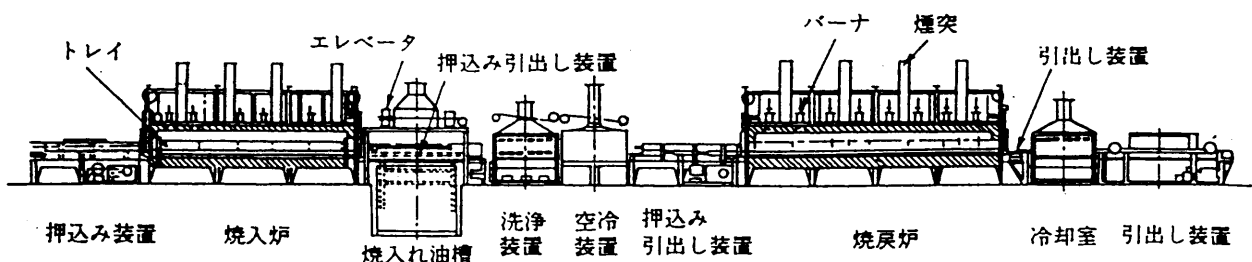 トレイ
エレベータ
押込み引出し装置
バーナ
煙突
引出し装置
押込み装置
焼入炉
焼入れ油槽
洗浄
装置
空冷
装置
押込み
引出し装置
焼戻炉
冷却室
引出し装置